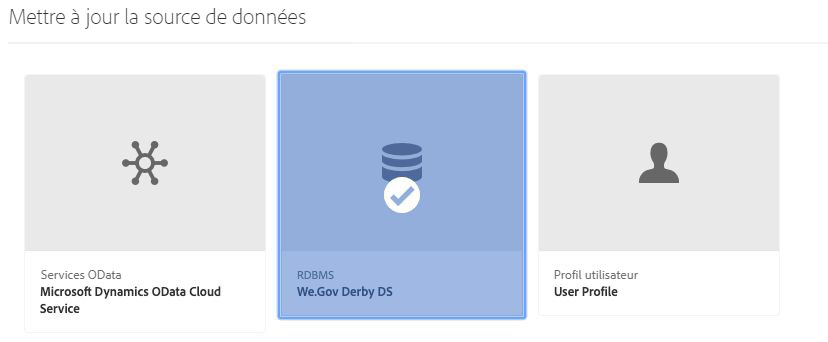 Mettre à jour la source de données
Services OData
Microsoft Dynamics OData Cloud
Service
RDBMS
We.Gov Derby DS
Profil utilisateur
User Profile